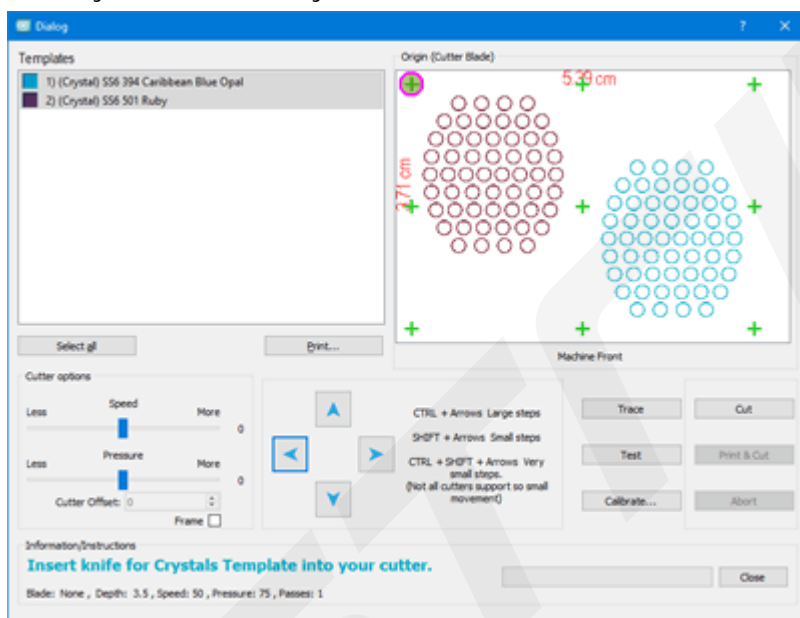 Dialog
? ×
Templates
1) (Crystal) SS6 394 Caribbean Blue Opal
2) (Crystal) SS6 501 Ruby
Origin (Cutter Blade)
5.39 cm
Machine Front
Select all
Print...
Cutter options
Speed
Less
More
0
Pressure
Less
More
0
Cutter Offset: 0
Frame
CTRL + Arrows Large steps
SHIFT + Arrows Small steps
CTRL + SHIFT + Arrows Very
small steps.
(Not all cutters support so small
movement)
Trace
Test
Calibrate...
Cut
Print & Cut
Abort
Information/Instructions
Insert knife for Crystals Template into your cutter.
Blade: None , Depth: 3.5 , Speed: 50 , Pressure: 75 , Passes: 1
Close